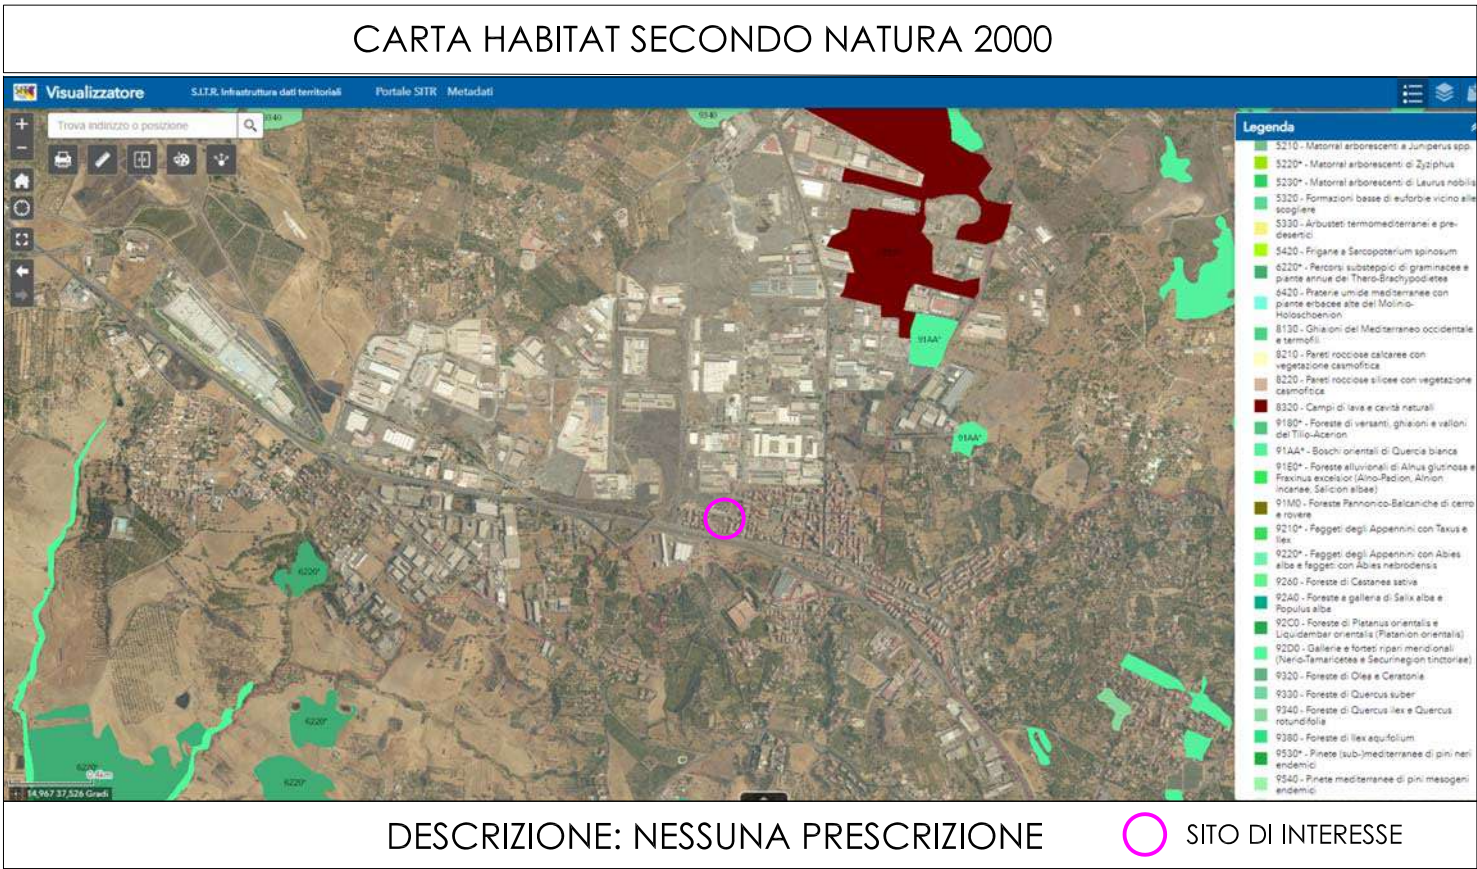 CARTA HABITAT SECONDO NATURA 2000
Visualizzatore
S.I.T.R. Infrastruttura dati territoriali
Portale SITR
Metadati
+
Trova indirizzo o posizione
-
9340
Legenda
5210 - Matorral arborescenti a Juniperus spp.
5220* - Matorral arborescenti di Zyziphus
5230* - Matorral arborescenti di Laurus nobilis
5320 - Formazioni basse di euforbie vicino alle
scogliere
5330 - Arbusteti termomediterranei e pre-
desertici
5420 - Frigane a Sarcopoterium spinosum
6220* - Percorsi substeppici di graminacee e
piante annue dei Thero-Brachypodietea
6420 - Praterie umide mediterranee con
piante erbacee alte del Molinio-
Holoschoenion
8130 - Ghiaioni del Mediterraneo occidentale
e termofili
8210 - Pareti rocciose calcaree con
vegetazione casmofitica
8220 - Pareti rocciose silicee con vegetazione
casmofitica
8320 - Campi di lava e cavità naturali
9180* - Foreste di versanti, ghiaioni e valloni
del Tilio-Acerion
91AA* - Boschi orientali di Quercia bianca
91E0* - Foreste alluvionali di Alnus glutinosa e
Fraxinus excelsior (Alno-Padion, Alnion
incanae, Salicion albae)
91M0 - Foreste Pannonico-Balcaniche di cerro
e rovere
9210* - Faggeti degli Appennini con Taxus e
Ilex
9220* - Faggeti degli Appennini con Abies
alba e faggeti con Abies nebrodensis
9260 - Foreste di Castanea sativa
92A0 - Foreste a galleria di Salix alba e
Populus alba
92C0 - Foreste di Platanus orientalis e
Liquidambar orientalis (Platanion orientalis)
92D0 - Gallerie e forteti ripari meridionali
(Nerio-Tamaricetea e Securinegion tinctoriae)
9320 - Foreste di Olea e Ceratonia
9330 - Foreste di Quercus suber
9340 - Foreste di Quercus ilex e Quercus
rotundifolia
9380 - Foreste di Ilex aquifolium
9530* - Pinete (sub-)mediterranee di pini neri
endemici
9540 - Pinete mediterranee di pini mesogeni
endemici
91AA*
91AA*
6220*
6220*
6220*
6220*
0.4km
14,967 37,526 Gradi
DESCRIZIONE: NESSUNA PRESCRIZIONE
SITO DI INTERESSE